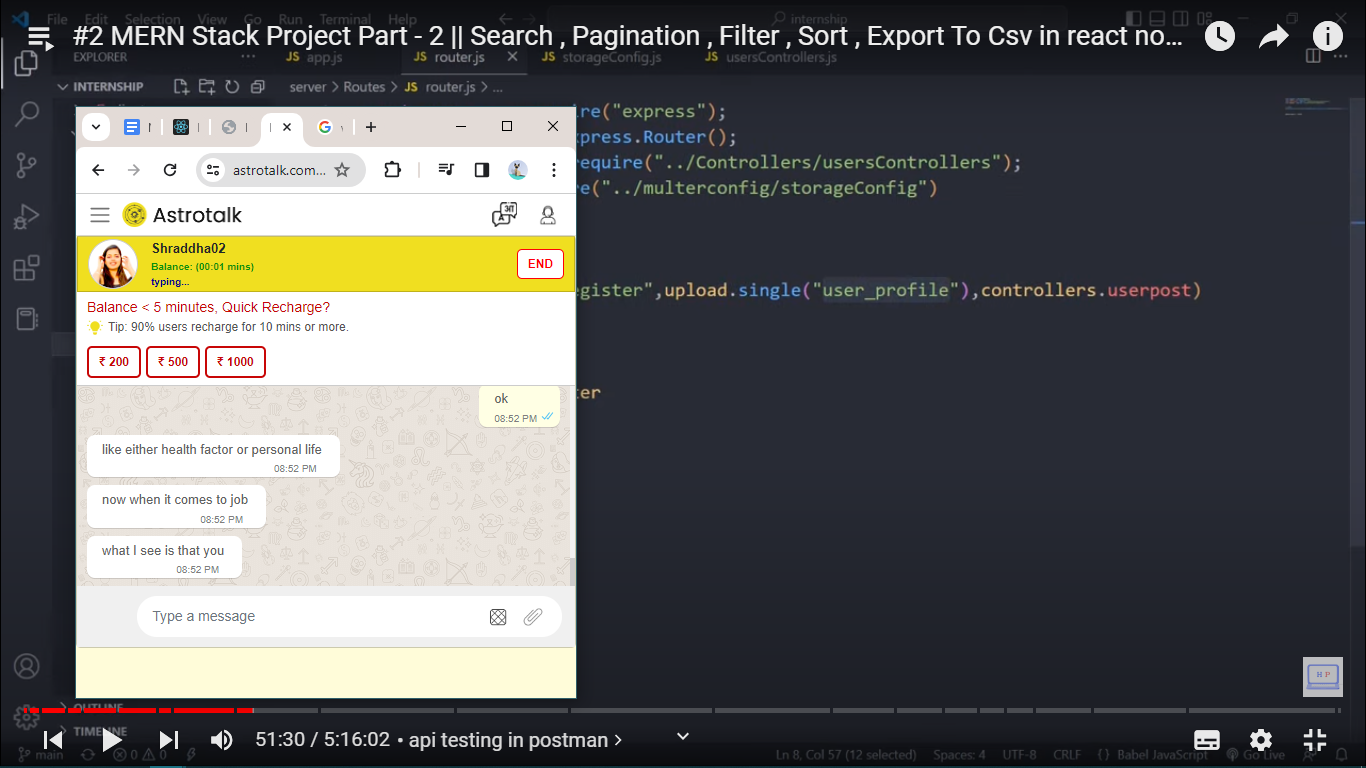 File Edit Selection View Go Run Terminal Help
internship
#2 MERN Stack Project Part - 2 || Search , Pagination , Filter , Sort , Export To Csv in react no...
EXPLORER
JS app.js
JS router.js
JS storeageConfig.js
JS usersControllers.js
INTERNSHIP
server > Routes > JS router.js > ...
ire("express");
xpress.Router();
require("../Controllers/usersControllers");
re("../multerconfig/storageConfig")
egister",upload.single("user_profile"),controllers.userpost)
ter
astrotalk.com...
Astrotalk
Shraddha02
Balance: (00:01 mins)
typing...
END
Balance < 5 minutes, Quick Recharge?
Tip: 90% users recharge for 10 mins or more.
₹ 200
₹ 500
₹ 1000
ok
08:52 PM
like either health factor or personal life
08:52 PM
now when it comes to job
08:52 PM
what I see is that you
08:52 PM
Type a message
H P
OUTLINE
TIMELINE
51:30 / 5:16:02 • api testing in postman >
main
0 0
Ln 8, Col 57 (12 selected)
Spaces: 4
UTF-8
CRLF
{ } Babel JavaScript
Go Live